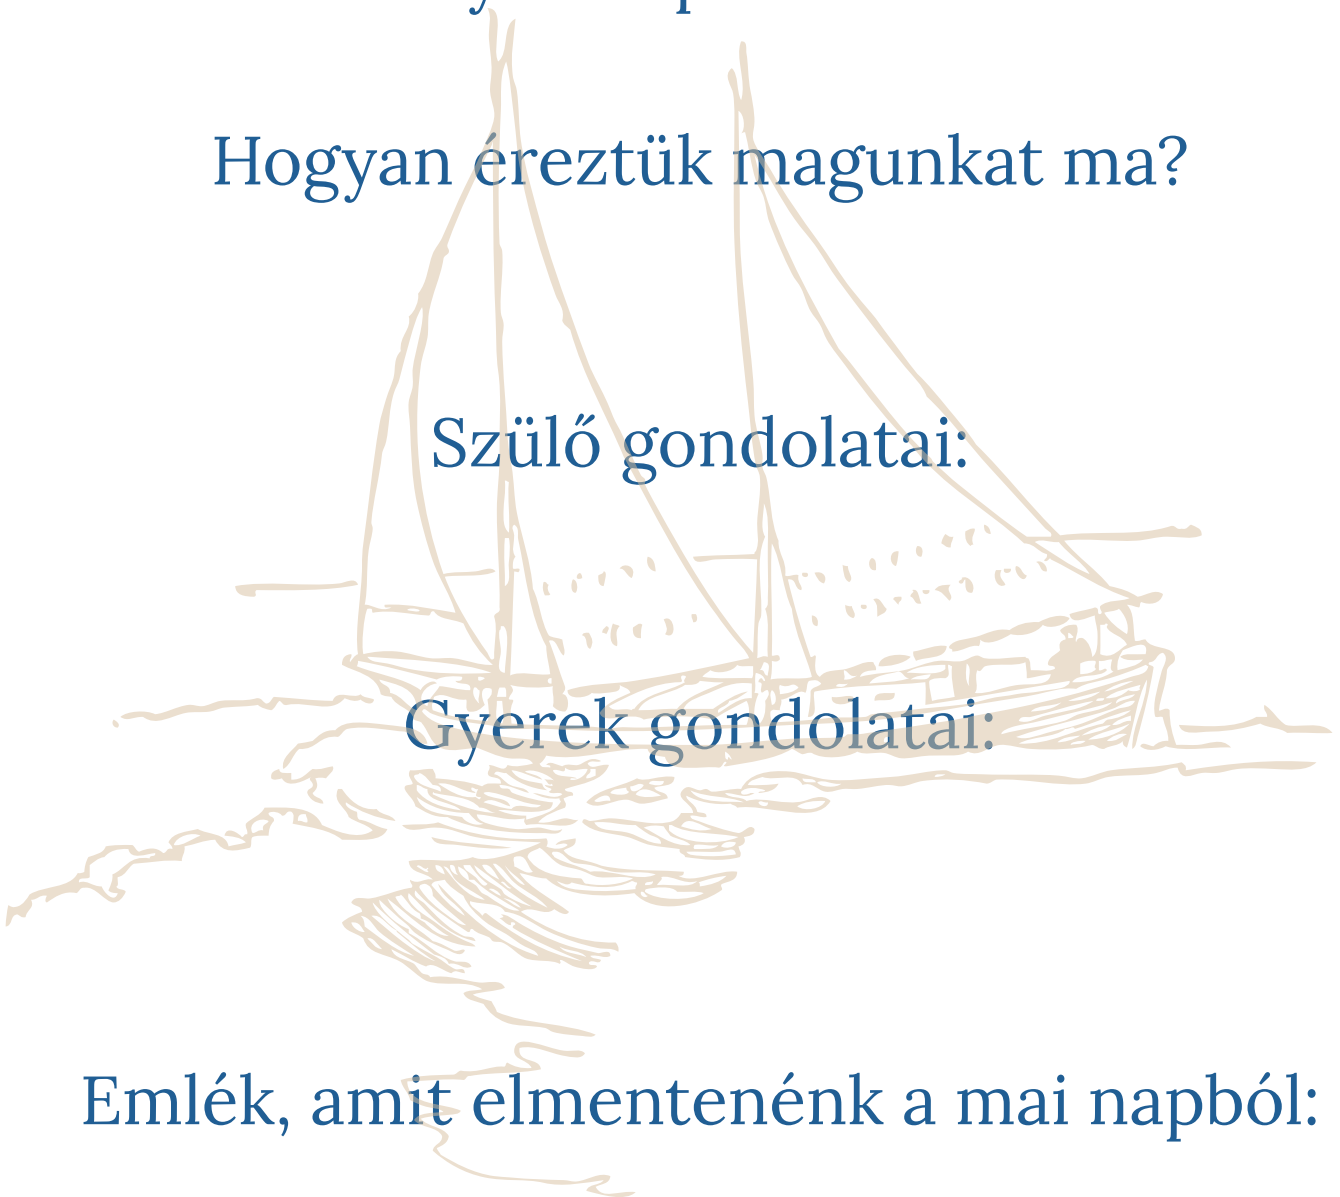 Hogyan éreztük magunkat ma?
Szülő gondolatai:
Gyerek gondolatai:
Emlék, amit elmentenénk a mai napból: